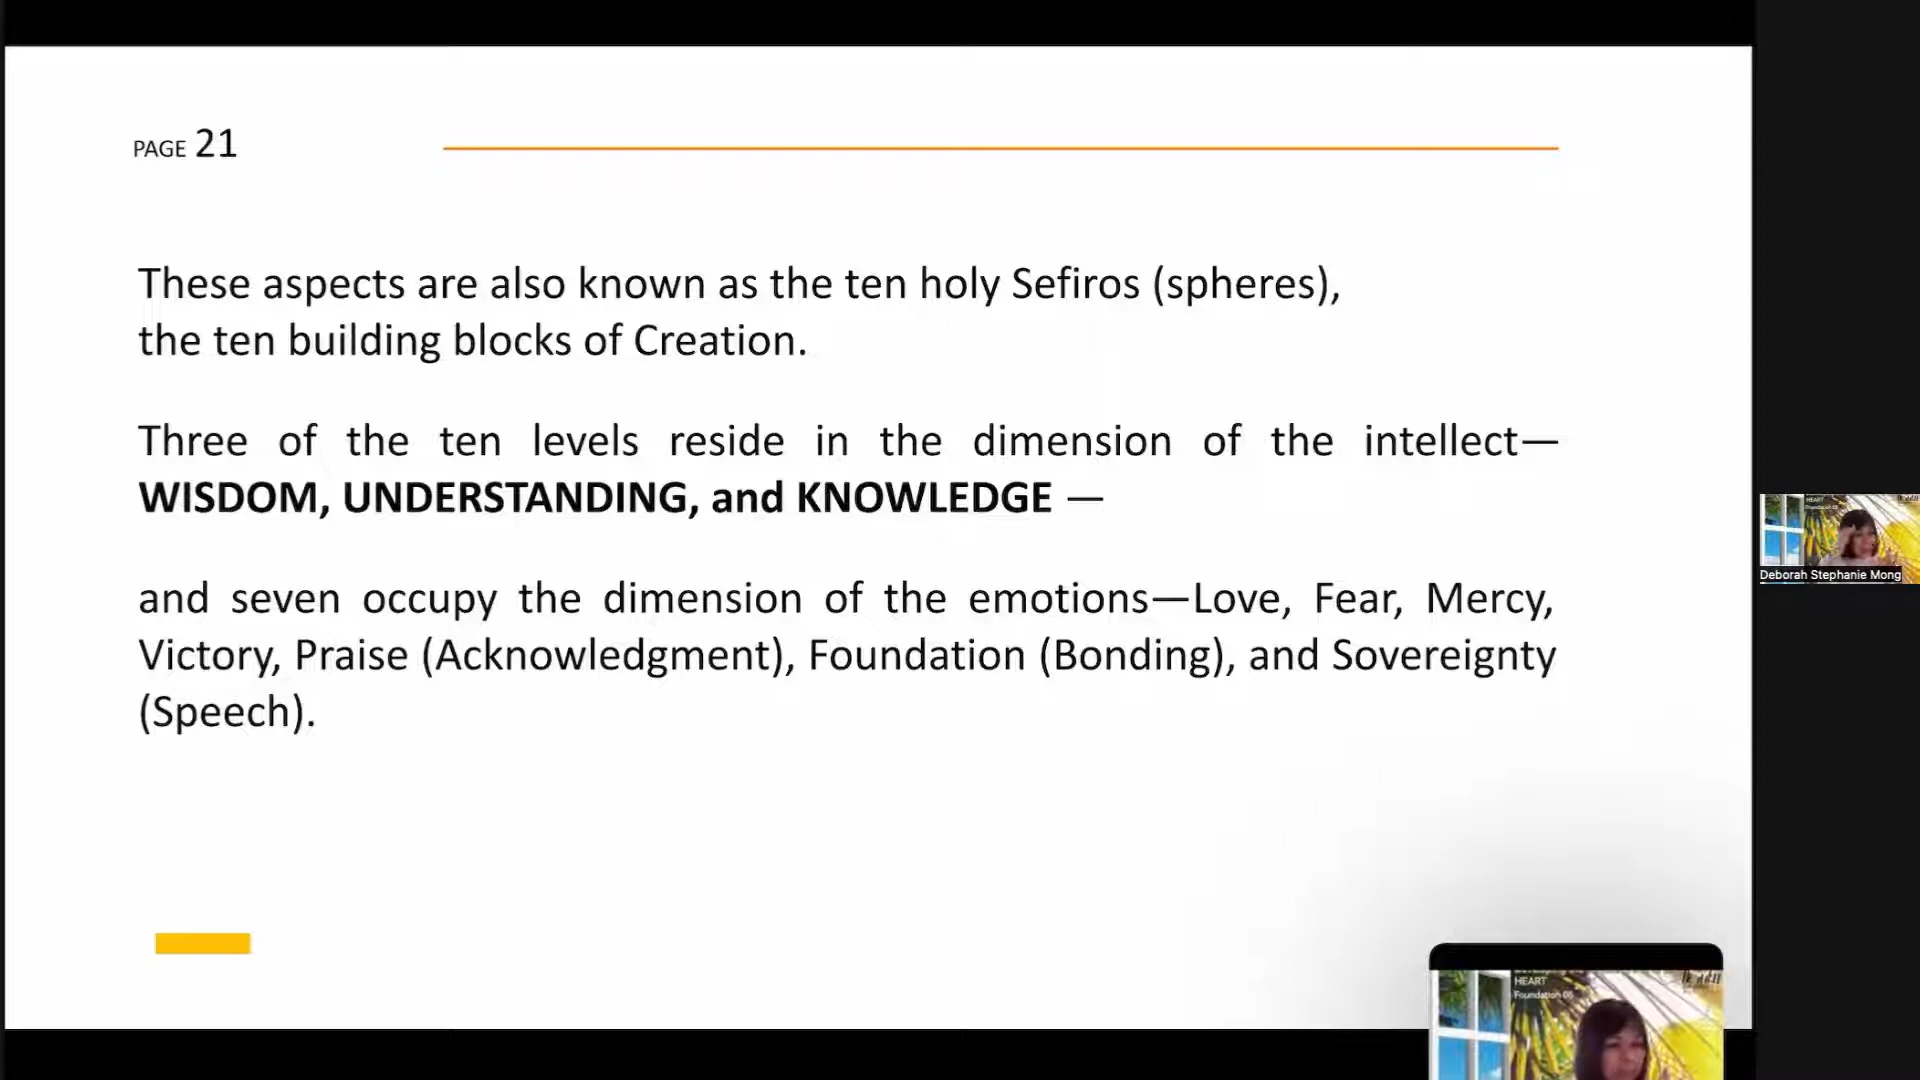 PAGE 21
These aspects are also known as the ten holy Sefiros (spheres),
the ten building blocks of Creation.
Three of the ten levels reside in the dimension of the intellect—
WISDOM, UNDERSTANDING, and KNOWLEDGE —
and seven occupy the dimension of the emotions—Love, Fear, Mercy,
Victory, Praise (Acknowledgment), Foundation (Bonding), and Sovereignty
(Speech).
HEART
Deborah Stephanie Mong
HEART
Foundation 05